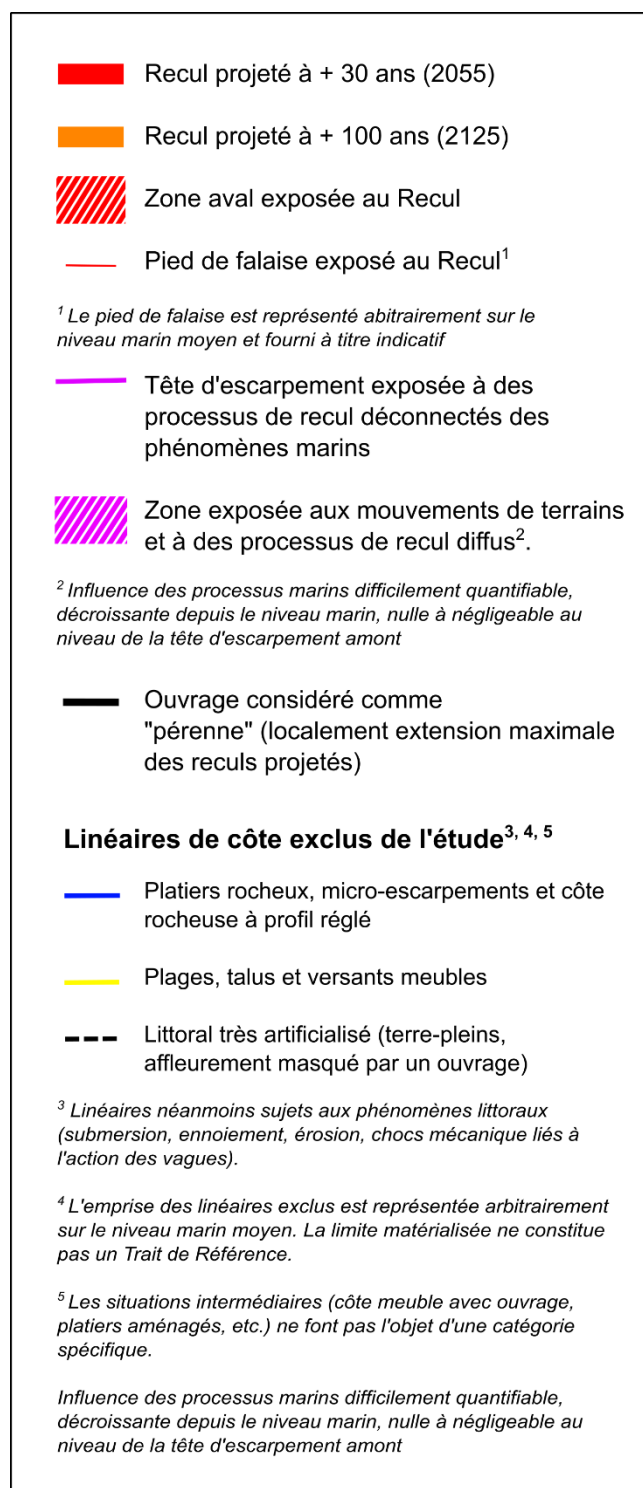 Recul projeté à + 30 ans (2055)
Recul projeté à + 100 ans (2125)
Zone aval exposée au Recul
Pied de falaise exposé au Recul¹
¹ Le pied de falaise est représenté abitrairement sur le
niveau marin moyen et fourni à titre indicatif
Tête d'escarpement exposée à des
processus de recul déconnectés des
phénomènes marins
Zone exposée aux mouvements de terrains
et à des processus de recul diffus².
² Influence des processus marins difficilement quantifiable,
décroissante depuis le niveau marin, nulle à négligeable au
niveau de la tête d'escarpement amont
Ouvrage considéré comme
"pérenne" (localement extension maximale
des reculs projetés)
Linéaires de côte exclus de l'étude³, ⁴, ⁵
Platiers rocheux, micro-escarpements et côte
rocheuse à profil réglé
Plages, talus et versants meubles
Littoral très artificialisé (terre-pleins,
affleurement masqué par un ouvrage)
³ Linéaires néanmoins sujets aux phénomènes littoraux
(submersion, ennoiement, érosion, chocs mécanique liés à
l'action des vagues).
⁴ L'emprise des linéaires exclus est représentée arbitrairement
sur le niveau marin moyen. La limite matérialisée ne constitue
pas un Trait de Référence.
⁵ Les situations intermédiaires (côte meuble avec ouvrage,
platiers aménagés, etc.) ne font pas l'objet d'une catégorie
spécifique.
Influence des processus marins difficilement quantifiable,
décroissante depuis le niveau marin, nulle à négligeable au
niveau de la tête d'escarpement amont